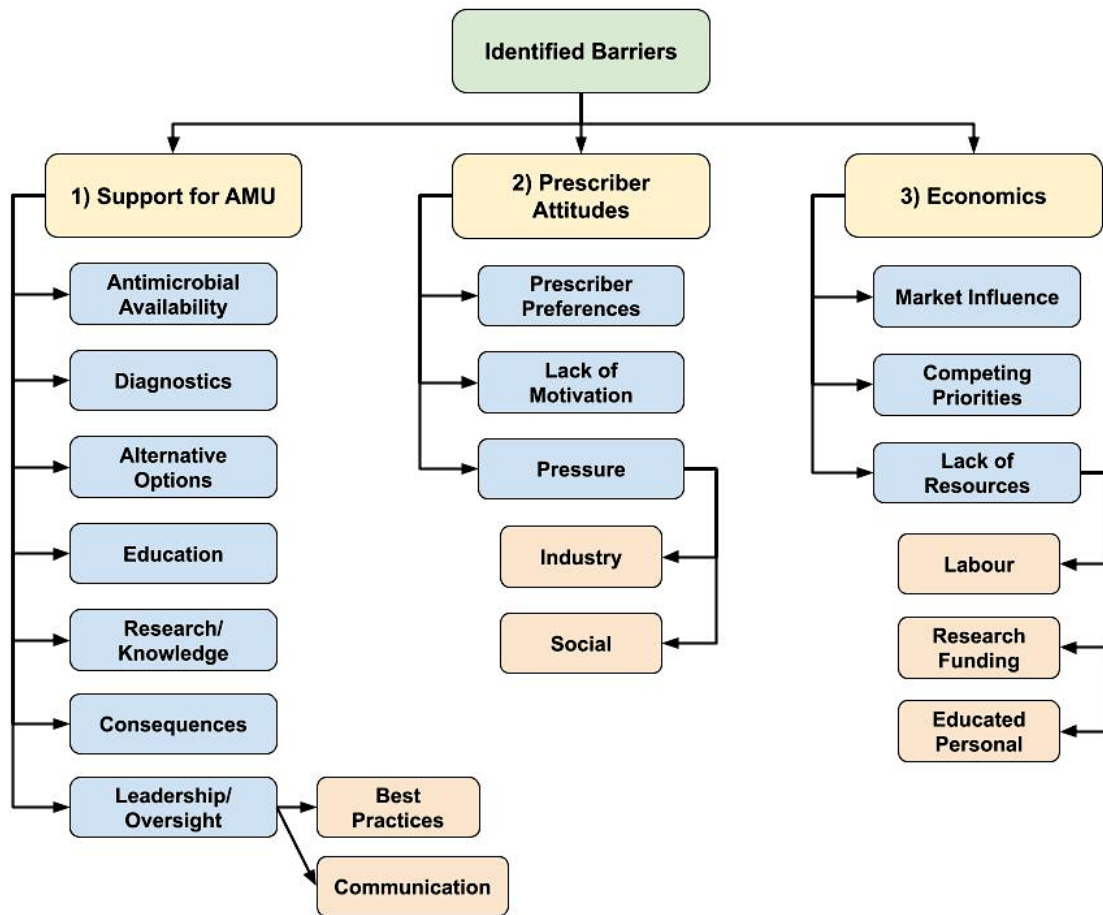 Identified Barriers
1) Support for AMU
Antimicrobial
Availability
Diagnostics
Alternative
Options
Education
Research/
Knowledge
Consequences
Leadership/
Oversight
Best
Practices
Communication
2) Prescriber
Attitudes
Prescriber
Preferences
Lack of
Motivation
Pressure
Industry
Social
3) Economics
Market Influence
Competing
Priorities
Lack of
Resources
Labour
Research
Funding
Educated
Personal